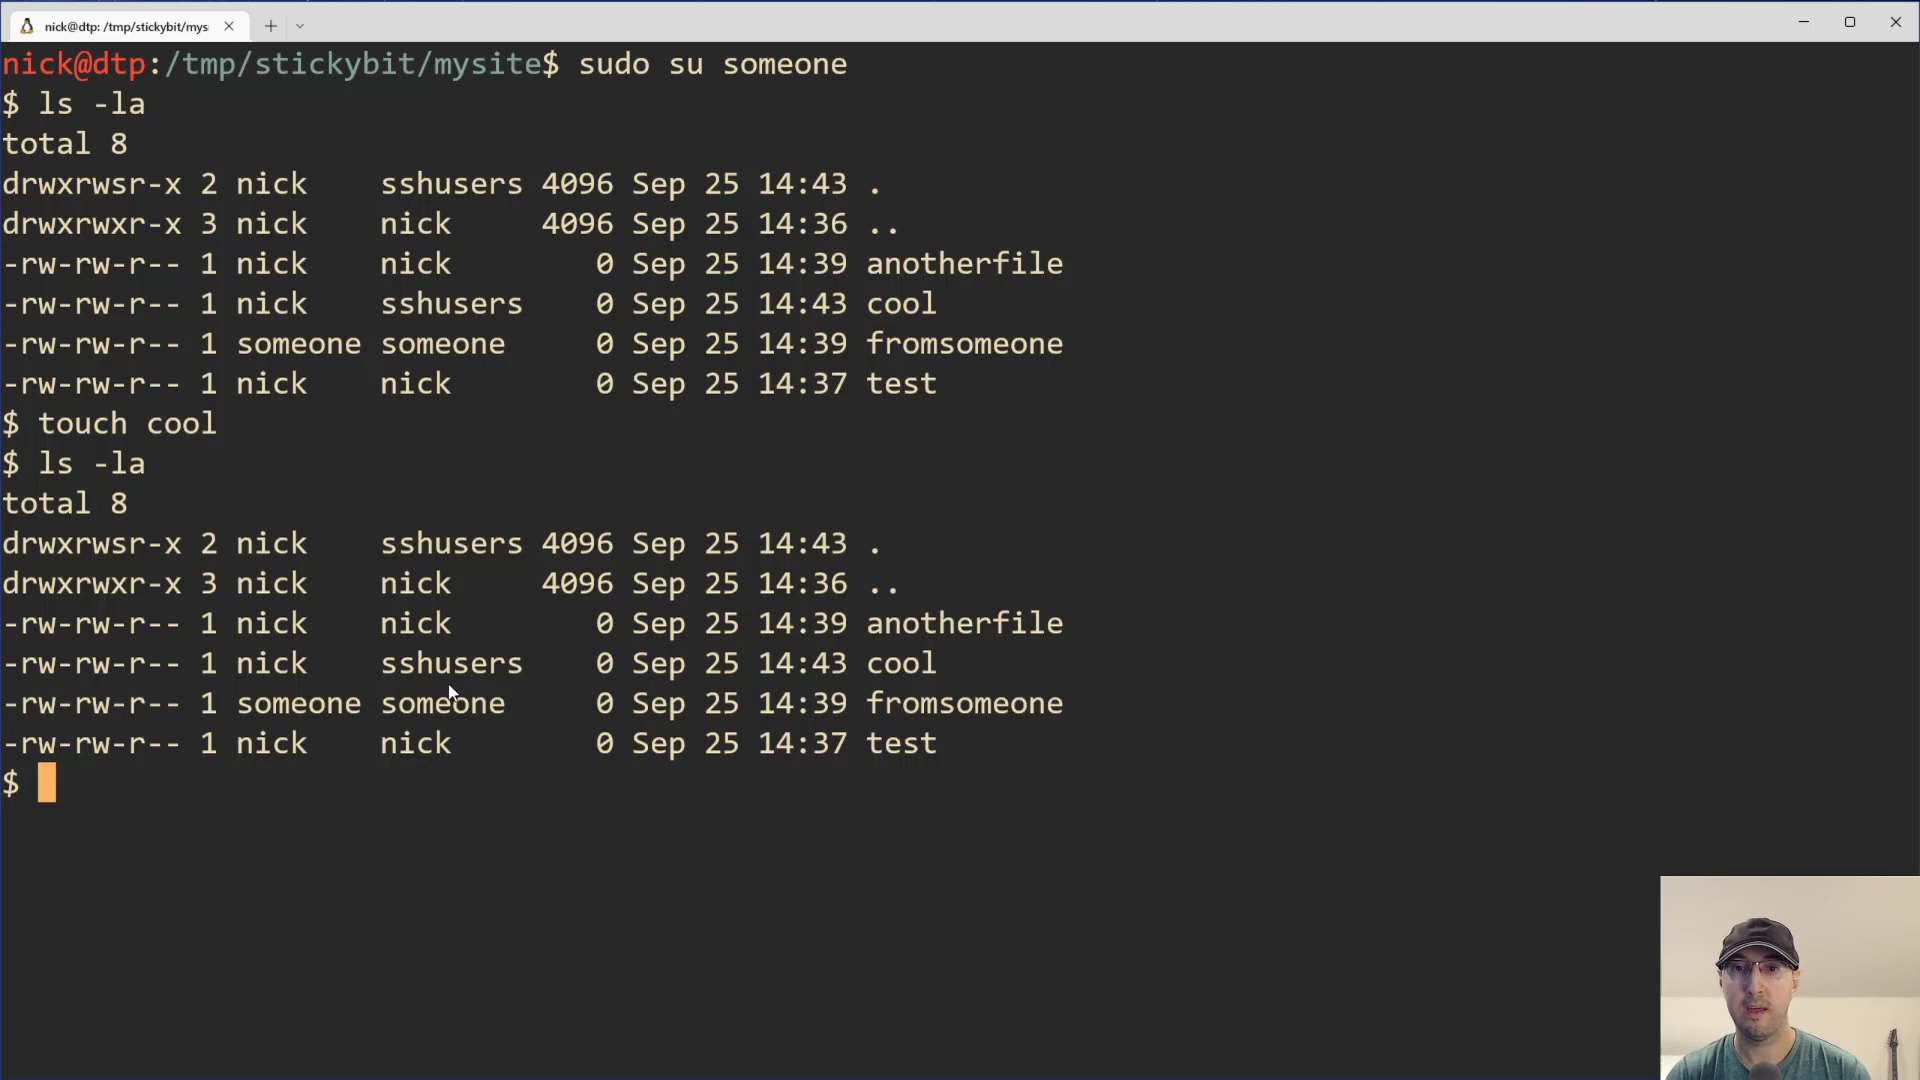 nick@dtp: /tmp/stickybit/mys
nick@dtp:/tmp/stickybit/mysite$ sudo su someone
$ ls -la
total 8
drwxrwsr-x 2 nick    sshusers 4096 Sep 25 14:43 .
drwxrwxr-x 3 nick    nick     4096 Sep 25 14:36 ..
-rw-rw-r-- 1 nick    nick        0 Sep 25 14:39 anotherfile
-rw-rw-r-- 1 nick    sshusers    0 Sep 25 14:43 cool
-rw-rw-r-- 1 someone someone     0 Sep 25 14:39 fromsomeone
-rw-rw-r-- 1 nick    nick        0 Sep 25 14:37 test
$ touch cool
$ ls -la
total 8
drwxrwsr-x 2 nick    sshusers 4096 Sep 25 14:43 .
drwxrwxr-x 3 nick    nick     4096 Sep 25 14:36 ..
-rw-rw-r-- 1 nick    nick        0 Sep 25 14:39 anotherfile
-rw-rw-r-- 1 nick    sshusers    0 Sep 25 14:43 cool
-rw-rw-r-- 1 someone someone     0 Sep 25 14:39 fromsomeone
-rw-rw-r-- 1 nick    nick        0 Sep 25 14:37 test
$